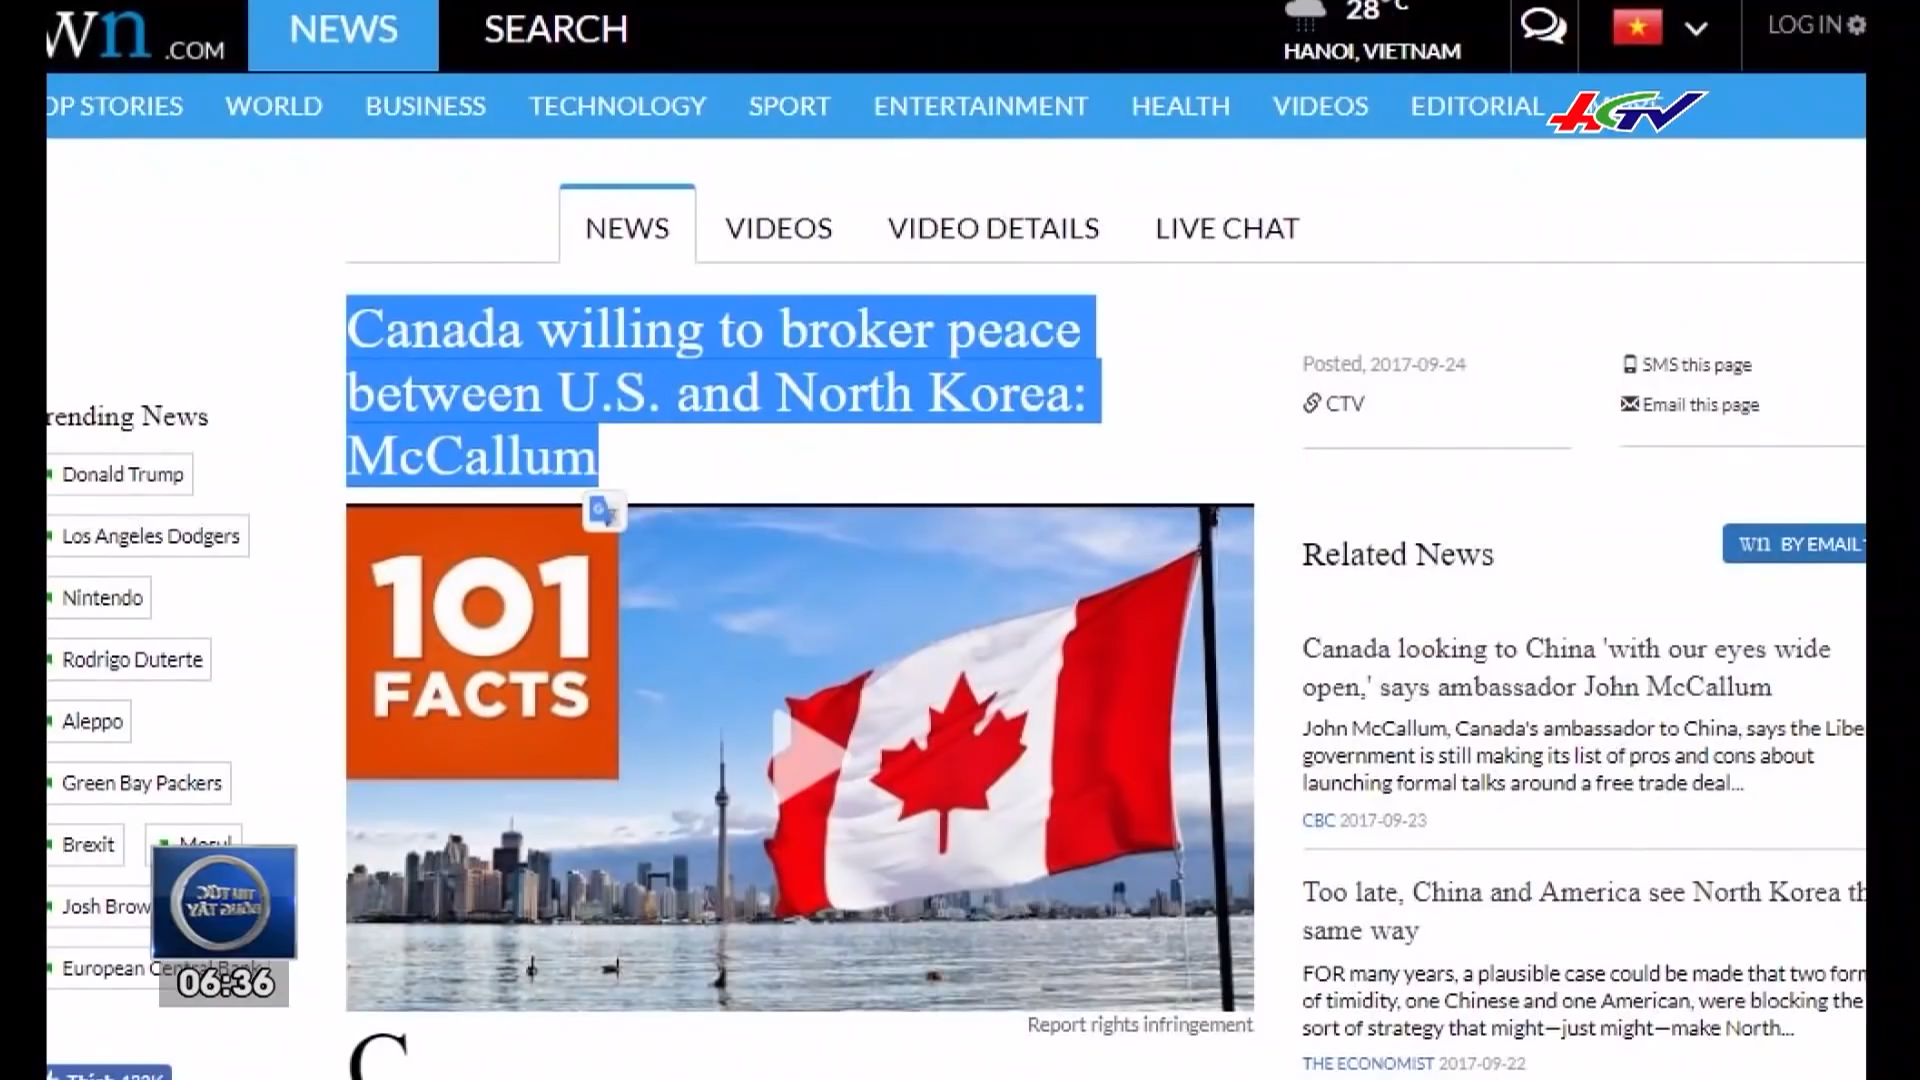 wn .COM
NEWS
SEARCH
28°C
HANOI, VIETNAM
LOG IN
OP STORIES
WORLD
BUSINESS
TECHNOLOGY
SPORT
ENTERTAINMENT
HEALTH
VIDEOS
EDITORIAL
NEWS
VIDEOS
VIDEO DETAILS
LIVE CHAT
Canada willing to broker peace
between U.S. and North Korea:
McCallum
Posted, 2017-09-24
CTV
SMS this page
Email this page
rending News
Donald Trump
Los Angeles Dodgers
Nintendo
Rodrigo Duterte
Aleppo
Green Bay Packers
Brexit
Mosul
Josh Brow
European Central Bank
06:36
101
FACTS
Report rights infringement
C
Related News
wn BY EMAIL
Canada looking to China 'with our eyes wide
open,' says ambassador John McCallum
John McCallum, Canada's ambassador to China, says the Libe
government is still making its list of pros and cons about
launching formal talks around a free trade deal...
CBC 2017-09-23
Too late, China and America see North Korea th
same way
FOR many years, a plausible case could be made that two form
of timidity, one Chinese and one American, were blocking the
sort of strategy that might—just might—make North...
THE ECONOMIST 2017-09-22